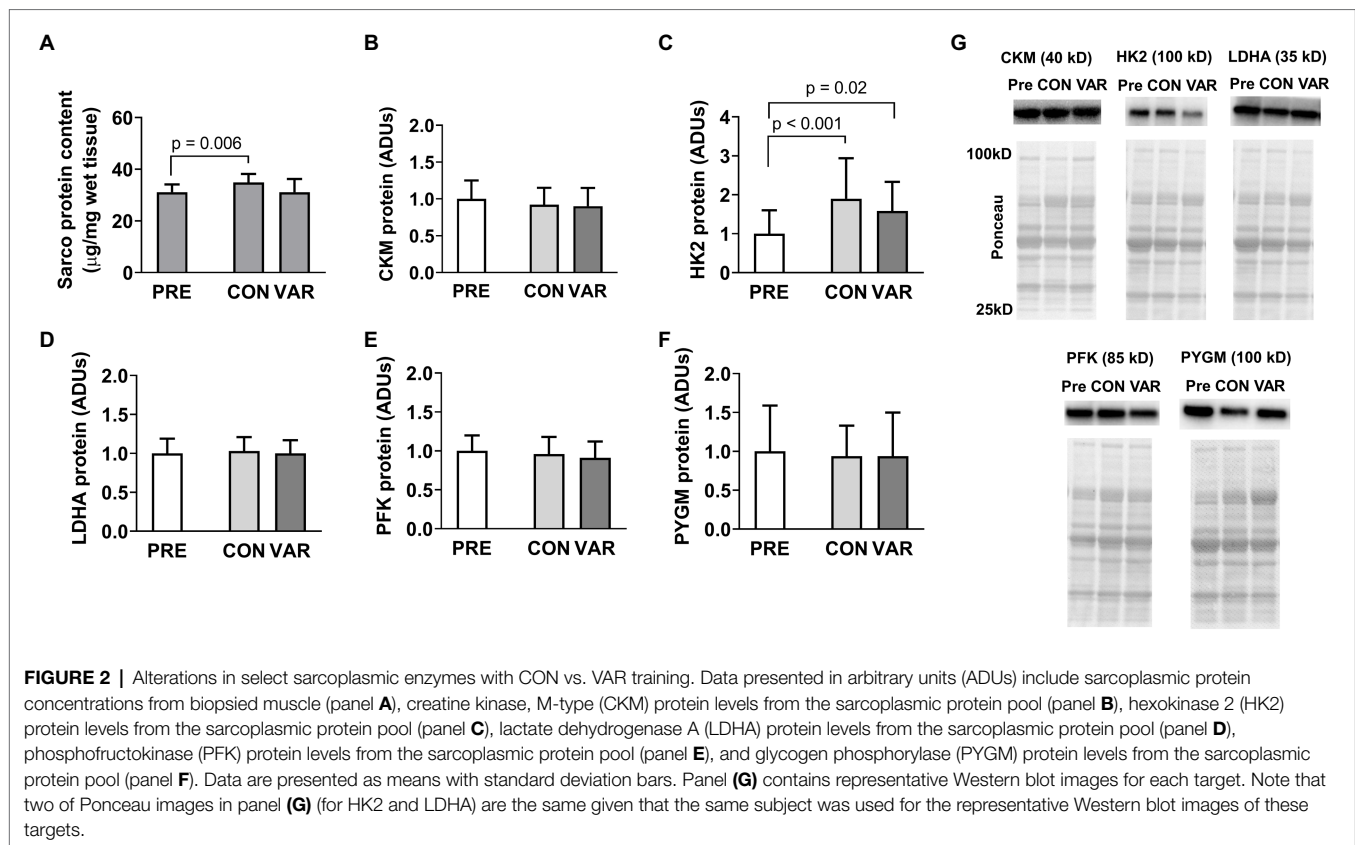 A
Sarco protein content
(μg/mg wet tissue)
60
40
20
0
p = 0.006
PRE CON VAR
B
CKM protein (ADUs)
2.0
1.5
1.0
0.5
0.0
PRE CON VAR
C
HK2 protein (ADUs)
4
3
2
1
0
p = 0.02
p < 0.001
PRE CON VAR
D
LDHA protein (ADUs)
2.0
1.5
1.0
0.5
0.0
PRE CON VAR
E
PFK protein (ADUs)
2.0
1.5
1.0
0.5
0.0
PRE CON VAR
F
PYGM protein (ADUs)
2.0
1.5
1.0
0.5
0.0
PRE CON VAR
G
CKM (40 kD) HK2 (100 kD) LDHA (35 kD)
Pre CON VAR Pre CON VAR Pre CON VAR
100kD
Ponceau
25kD
PFK (85 kD) PYGM (100 kD)
Pre CON VAR Pre CON VAR
FIGURE 2 | Alterations in select sarcoplasmic enzymes with CON vs. VAR training. Data presented in arbitrary units (ADUs) include sarcoplasmic protein
concentrations from biopsied muscle (panel A), creatine kinase, M-type (CKM) protein levels from the sarcoplasmic protein pool (panel B), hexokinase 2 (HK2)
protein levels from the sarcoplasmic protein pool (panel C), lactate dehydrogenase A (LDHA) protein levels from the sarcoplasmic protein pool (panel D),
phosphofructokinase (PFK) protein levels from the sarcoplasmic protein pool (panel E), and glycogen phosphorylase (PYGM) protein levels from the sarcoplasmic
protein pool (panel F). Data are presented as means with standard deviation bars. Panel (G) contains representative Western blot images for each target. Note that
two of Ponceau images in panel (G) (for HK2 and LDHA) are the same given that the same subject was used for the representative Western blot images of these
targets.